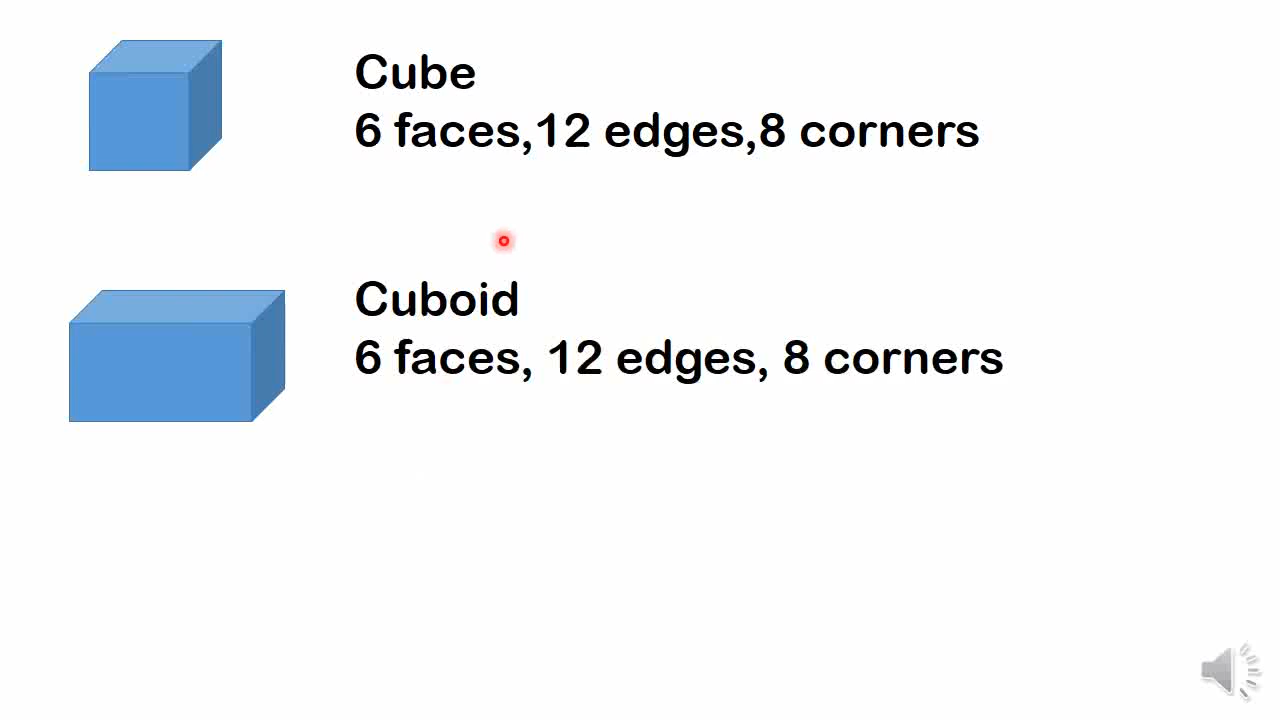 Cube
6 faces,12 edges,8 corners
Cuboid
6 faces, 12 edges, 8 corners